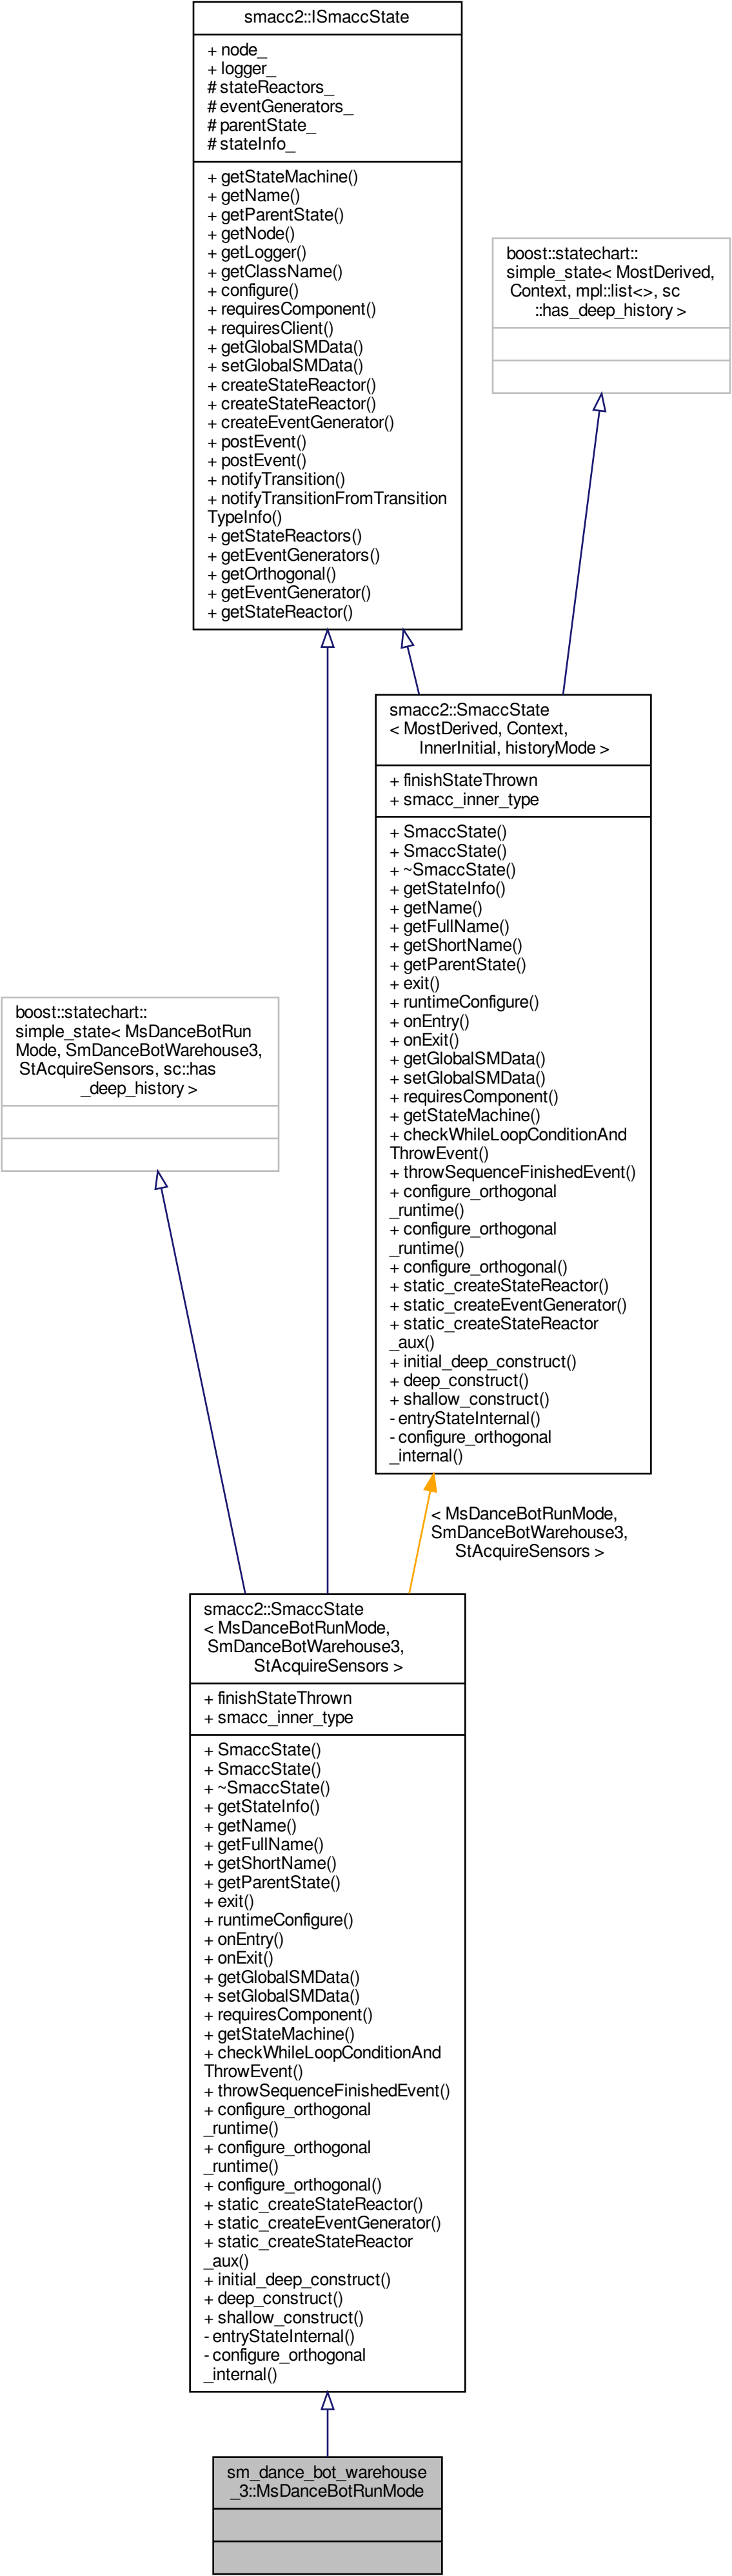 smacc2::ISmaccState
+ node_
+ logger_
# stateReactors_
# eventGenerators_
# parentState_
# stateInfo_
+ getStateMachine()
+ getName()
+ getParentState()
+ getNode()
+ getLogger()
+ getClassName()
+ configure()
+ requiresComponent()
+ requiresClient()
+ getGlobalSMData()
+ setGlobalSMData()
+ createStateReactor()
+ createStateReactor()
+ createEventGenerator()
+ postEvent()
+ postEvent()
+ notifyTransition()
+ notifyTransitionFromTransition
TypeInfo()
+ getStateReactors()
+ getEventGenerators()
+ getOrthogonal()
+ getEventGenerator()
+ getStateReactor()
boost::statechart::
simple_state< MostDerived,
Context, mpl::list<>, sc
::has_deep_history >
smacc2::SmaccState
< MostDerived, Context,
InnerInitial, historyMode >
+ finishStateThrown
+ smacc_inner_type
+ SmaccState()
+ SmaccState()
+ ~SmaccState()
+ getStateInfo()
+ getName()
+ getFullName()
+ getShortName()
+ getParentState()
+ exit()
+ runtimeConfigure()
+ onEntry()
+ onExit()
+ getGlobalSMData()
+ setGlobalSMData()
+ requiresComponent()
+ getStateMachine()
+ checkWhileLoopConditionAnd
ThrowEvent()
+ throwSequenceFinishedEvent()
+ configure_orthogonal
_runtime()
+ configure_orthogonal
_runtime()
+ configure_orthogonal()
+ static_createStateReactor()
+ static_createEventGenerator()
+ static_createStateReactor
_aux()
+ initial_deep_construct()
+ deep_construct()
+ shallow_construct()
- entryStateInternal()
- configure_orthogonal
_internal()
boost::statechart::
simple_state< MsDanceBotRun
Mode, SmDanceBotWarehouse3,
StAcquireSensors, sc::has
_deep_history >
< MsDanceBotRunMode,
SmDanceBotWarehouse3,
StAcquireSensors >
smacc2::SmaccState
< MsDanceBotRunMode,
SmDanceBotWarehouse3,
StAcquireSensors >
+ finishStateThrown
+ smacc_inner_type
+ SmaccState()
+ SmaccState()
+ ~SmaccState()
+ getStateInfo()
+ getName()
+ getFullName()
+ getShortName()
+ getParentState()
+ exit()
+ runtimeConfigure()
+ onEntry()
+ onExit()
+ getGlobalSMData()
+ setGlobalSMData()
+ requiresComponent()
+ getStateMachine()
+ checkWhileLoopConditionAnd
ThrowEvent()
+ throwSequenceFinishedEvent()
+ configure_orthogonal
_runtime()
+ configure_orthogonal
_runtime()
+ configure_orthogonal()
+ static_createStateReactor()
+ static_createEventGenerator()
+ static_createStateReactor
_aux()
+ initial_deep_construct()
+ deep_construct()
+ shallow_construct()
- entryStateInternal()
- configure_orthogonal
_internal()
sm_dance_bot_warehouse
_3::MsDanceBotRunMode